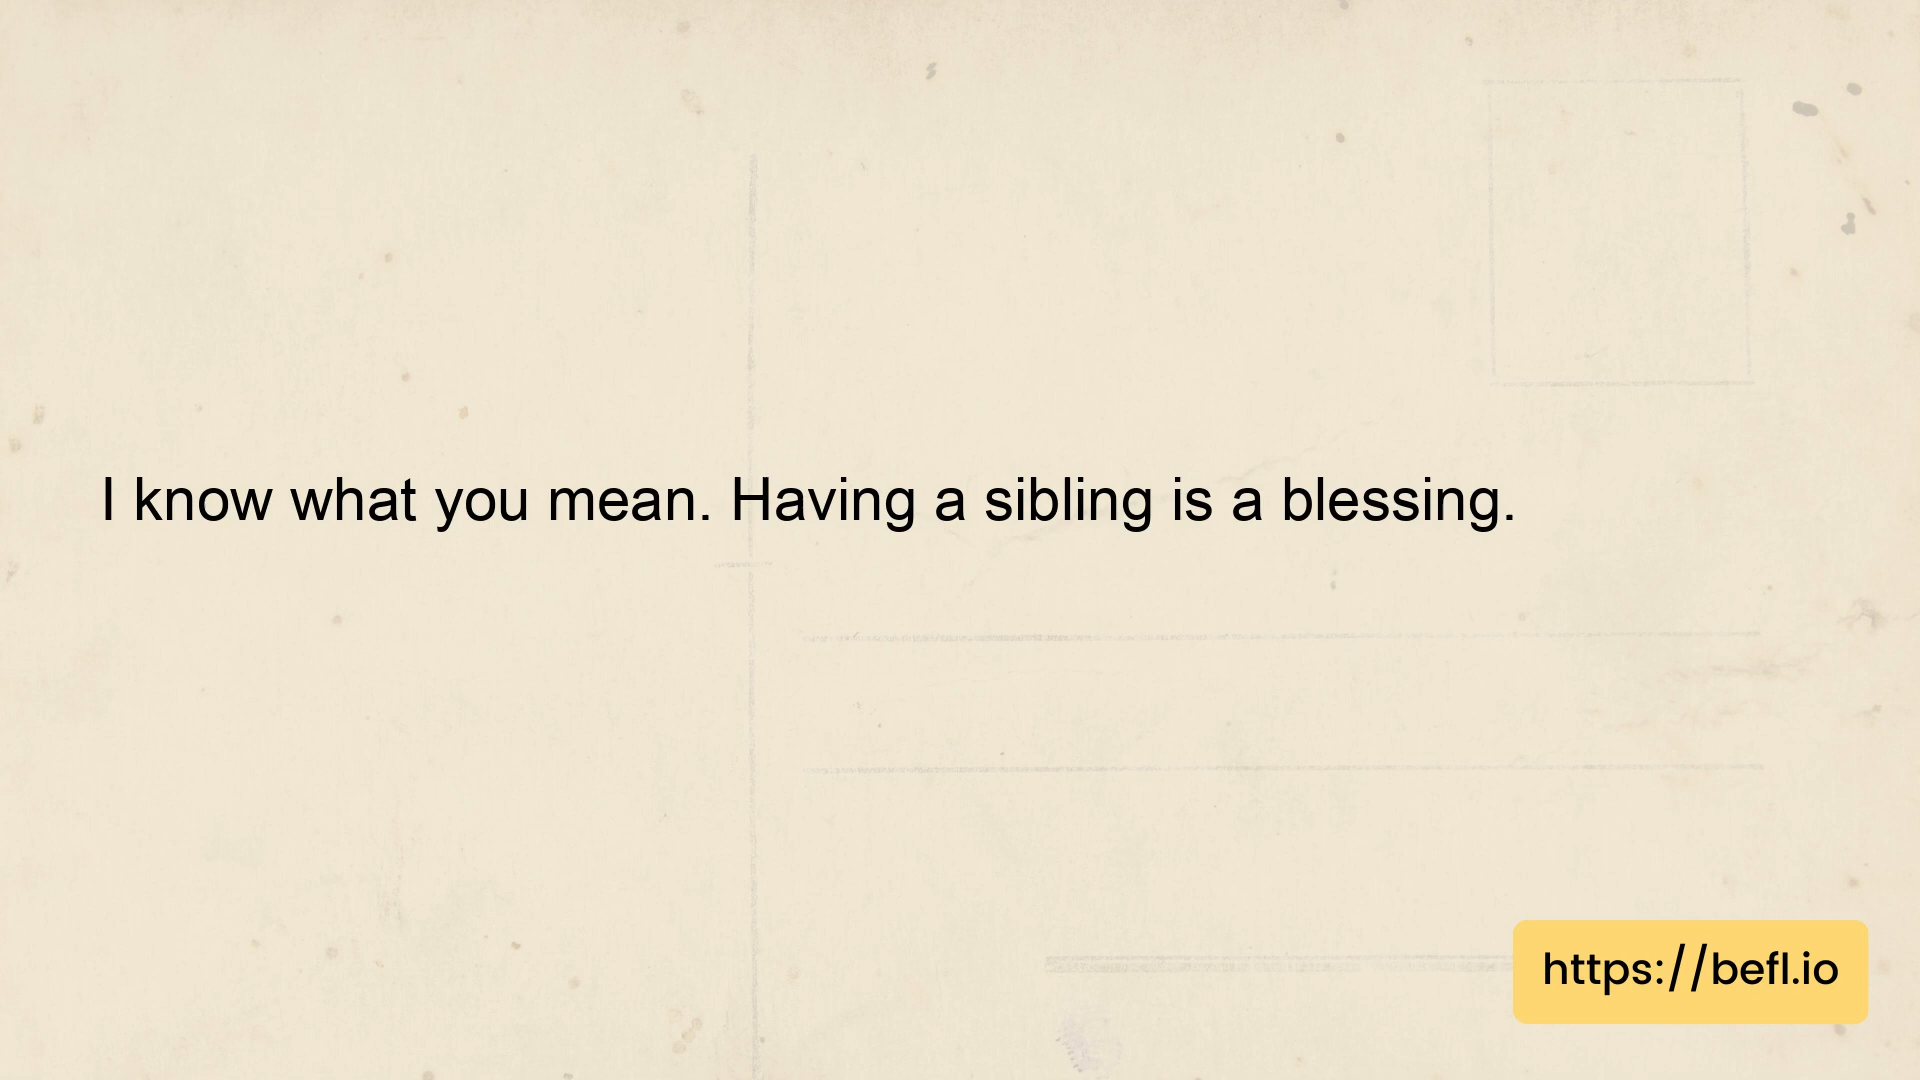 I know what you mean. Having a sibling is a blessing.
https://befl.io